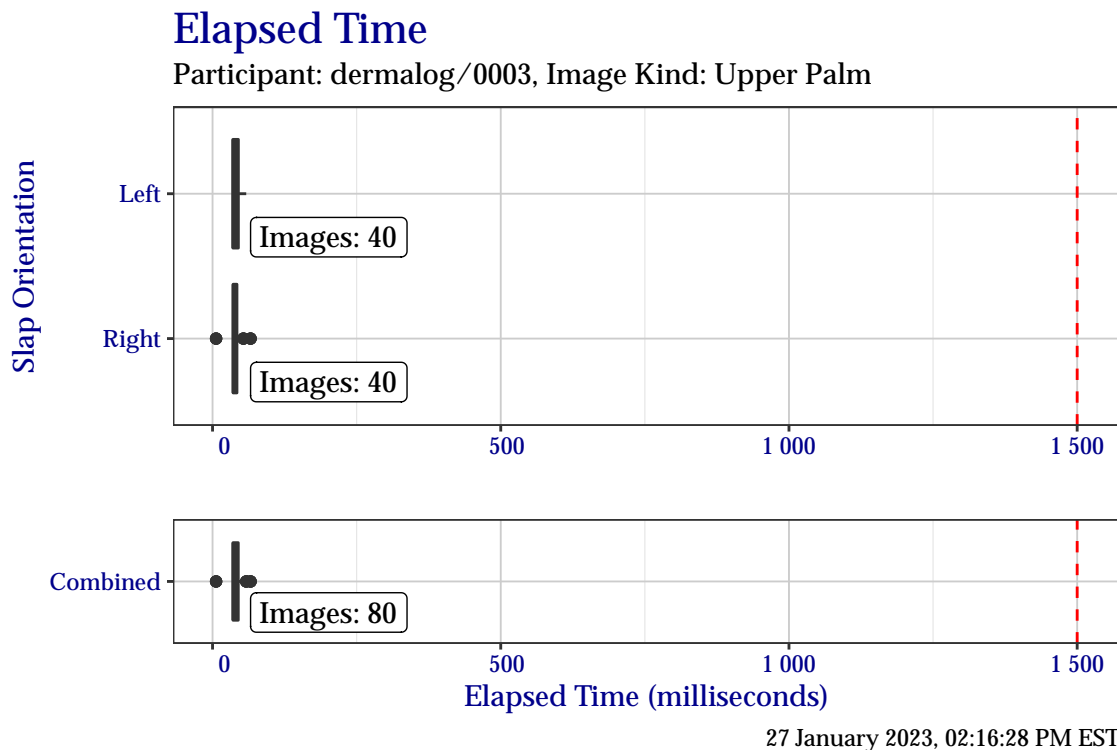 Elapsed Time
Participant: dermalog/0003, Image Kind: Upper Palm
Slap Orientation
Left
Images: 40
Right
Images: 40
0 500 1 000 1 500
Combined
Images: 80
0 500 1 000 1 500
Elapsed Time (milliseconds)
27 January 2023, 02:16:28 PM EST